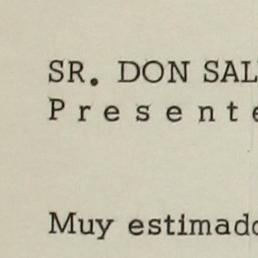 SR. DON SAL
Presente
Muy estimado